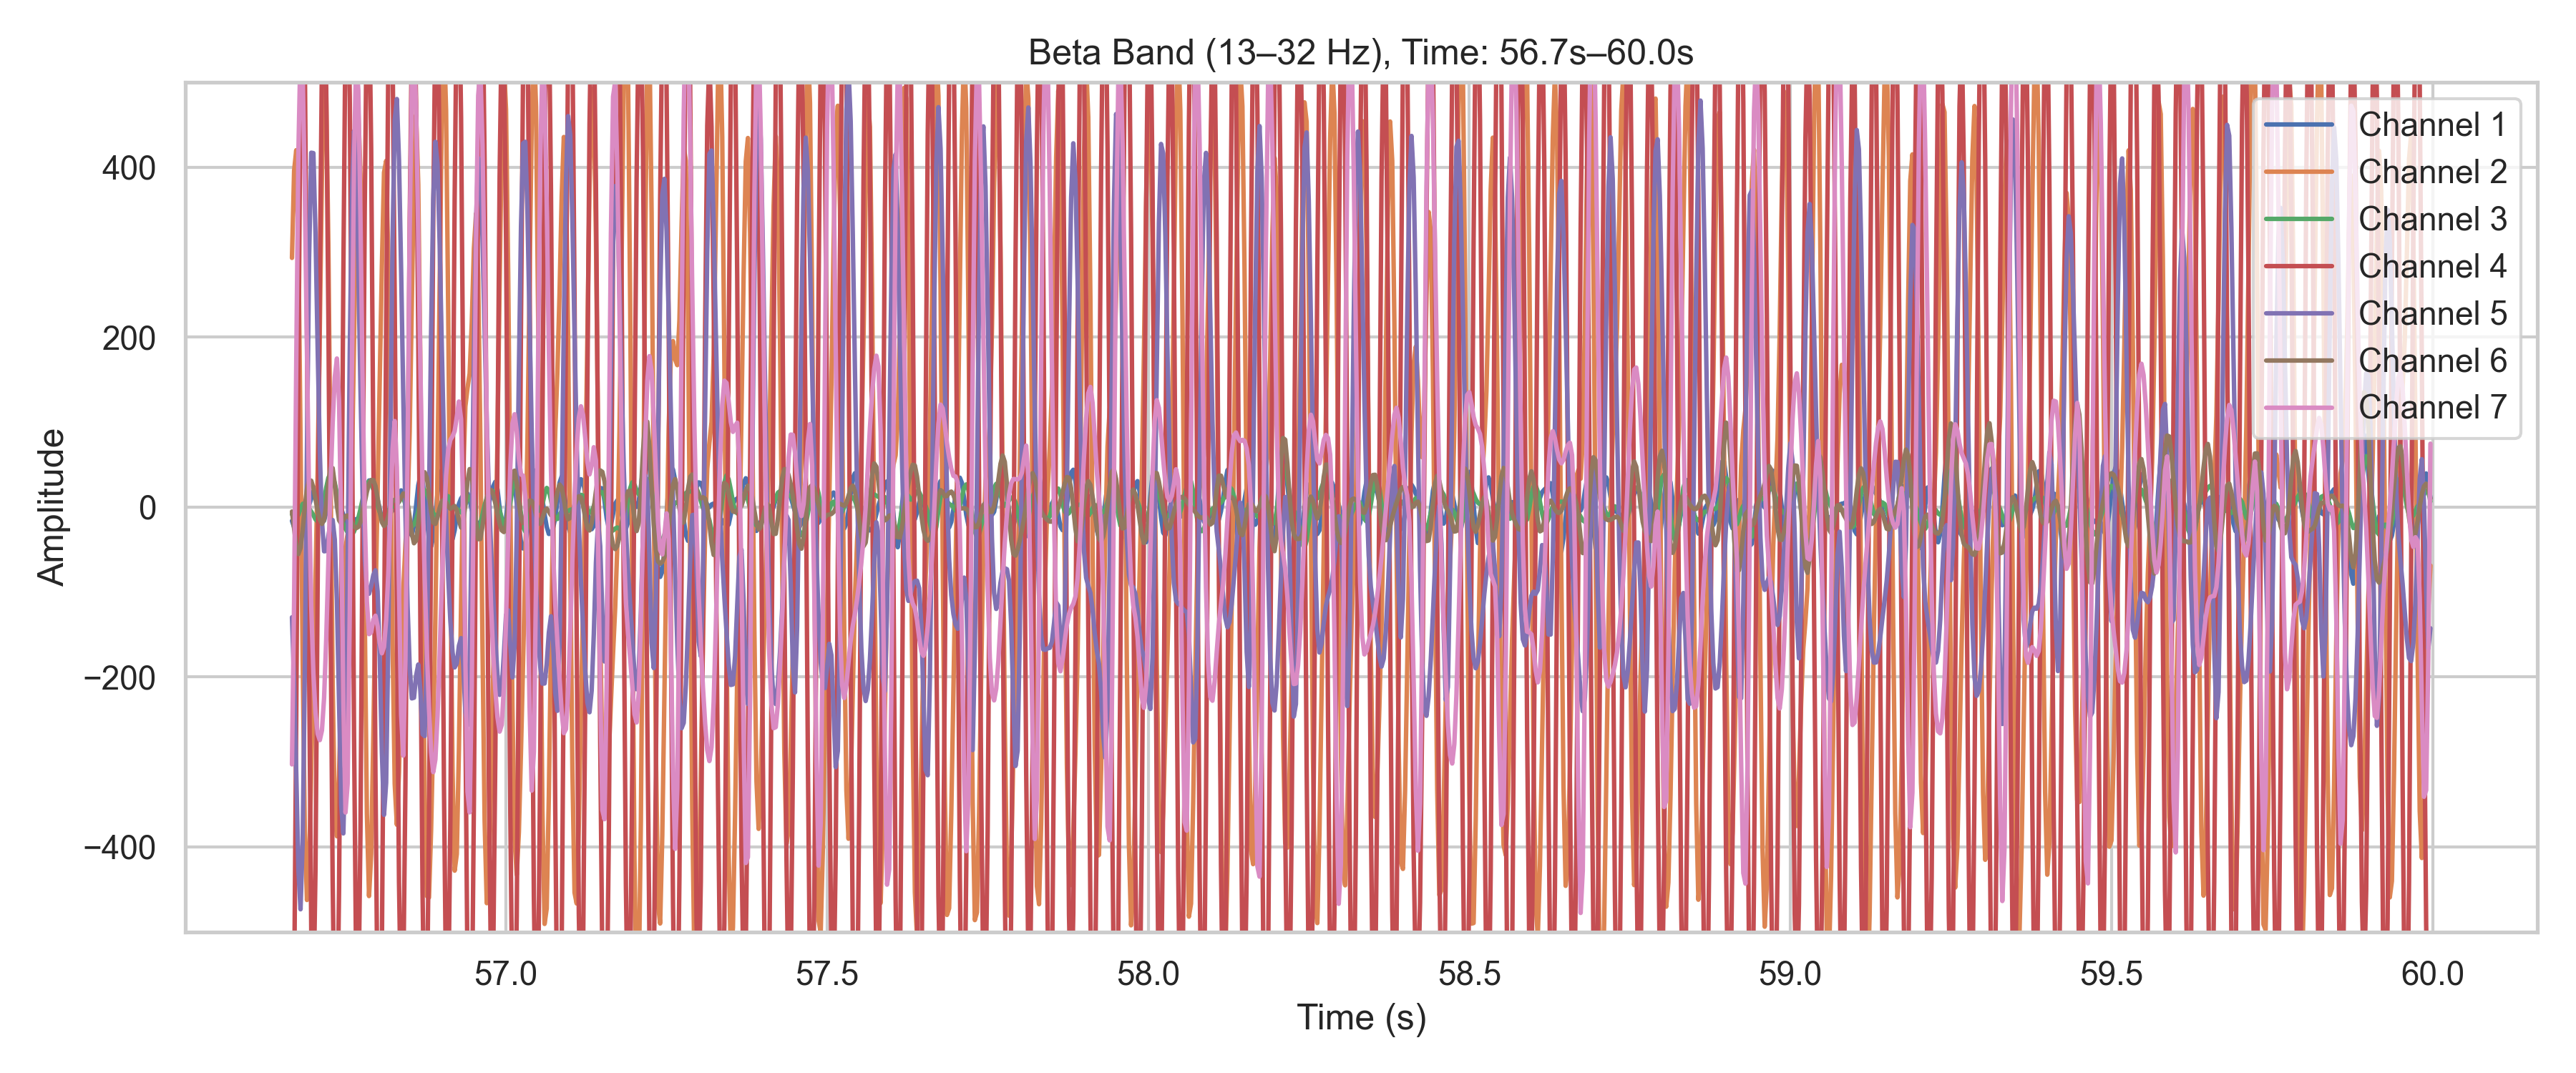 Beta Band (13–32 Hz), Time: 56.7s–60.0s
Amplitude
400
200
0
−200
−400
57.0
57.5
58.0
58.5
59.0
59.5
60.0
Time (s)
Channel 1
Channel 2
Channel 3
Channel 4
Channel 5
Channel 6
Channel 7